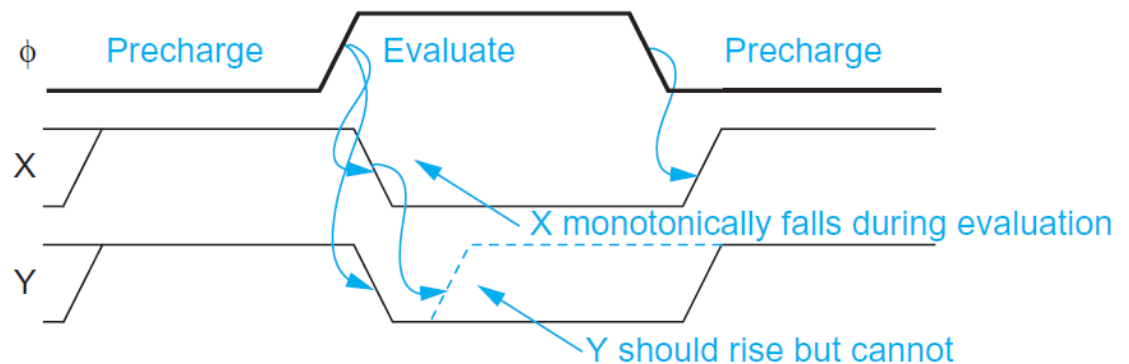 ϕ Precharge Evaluate Precharge
X
X monotonically falls during evaluation
Y
Y should rise but cannot